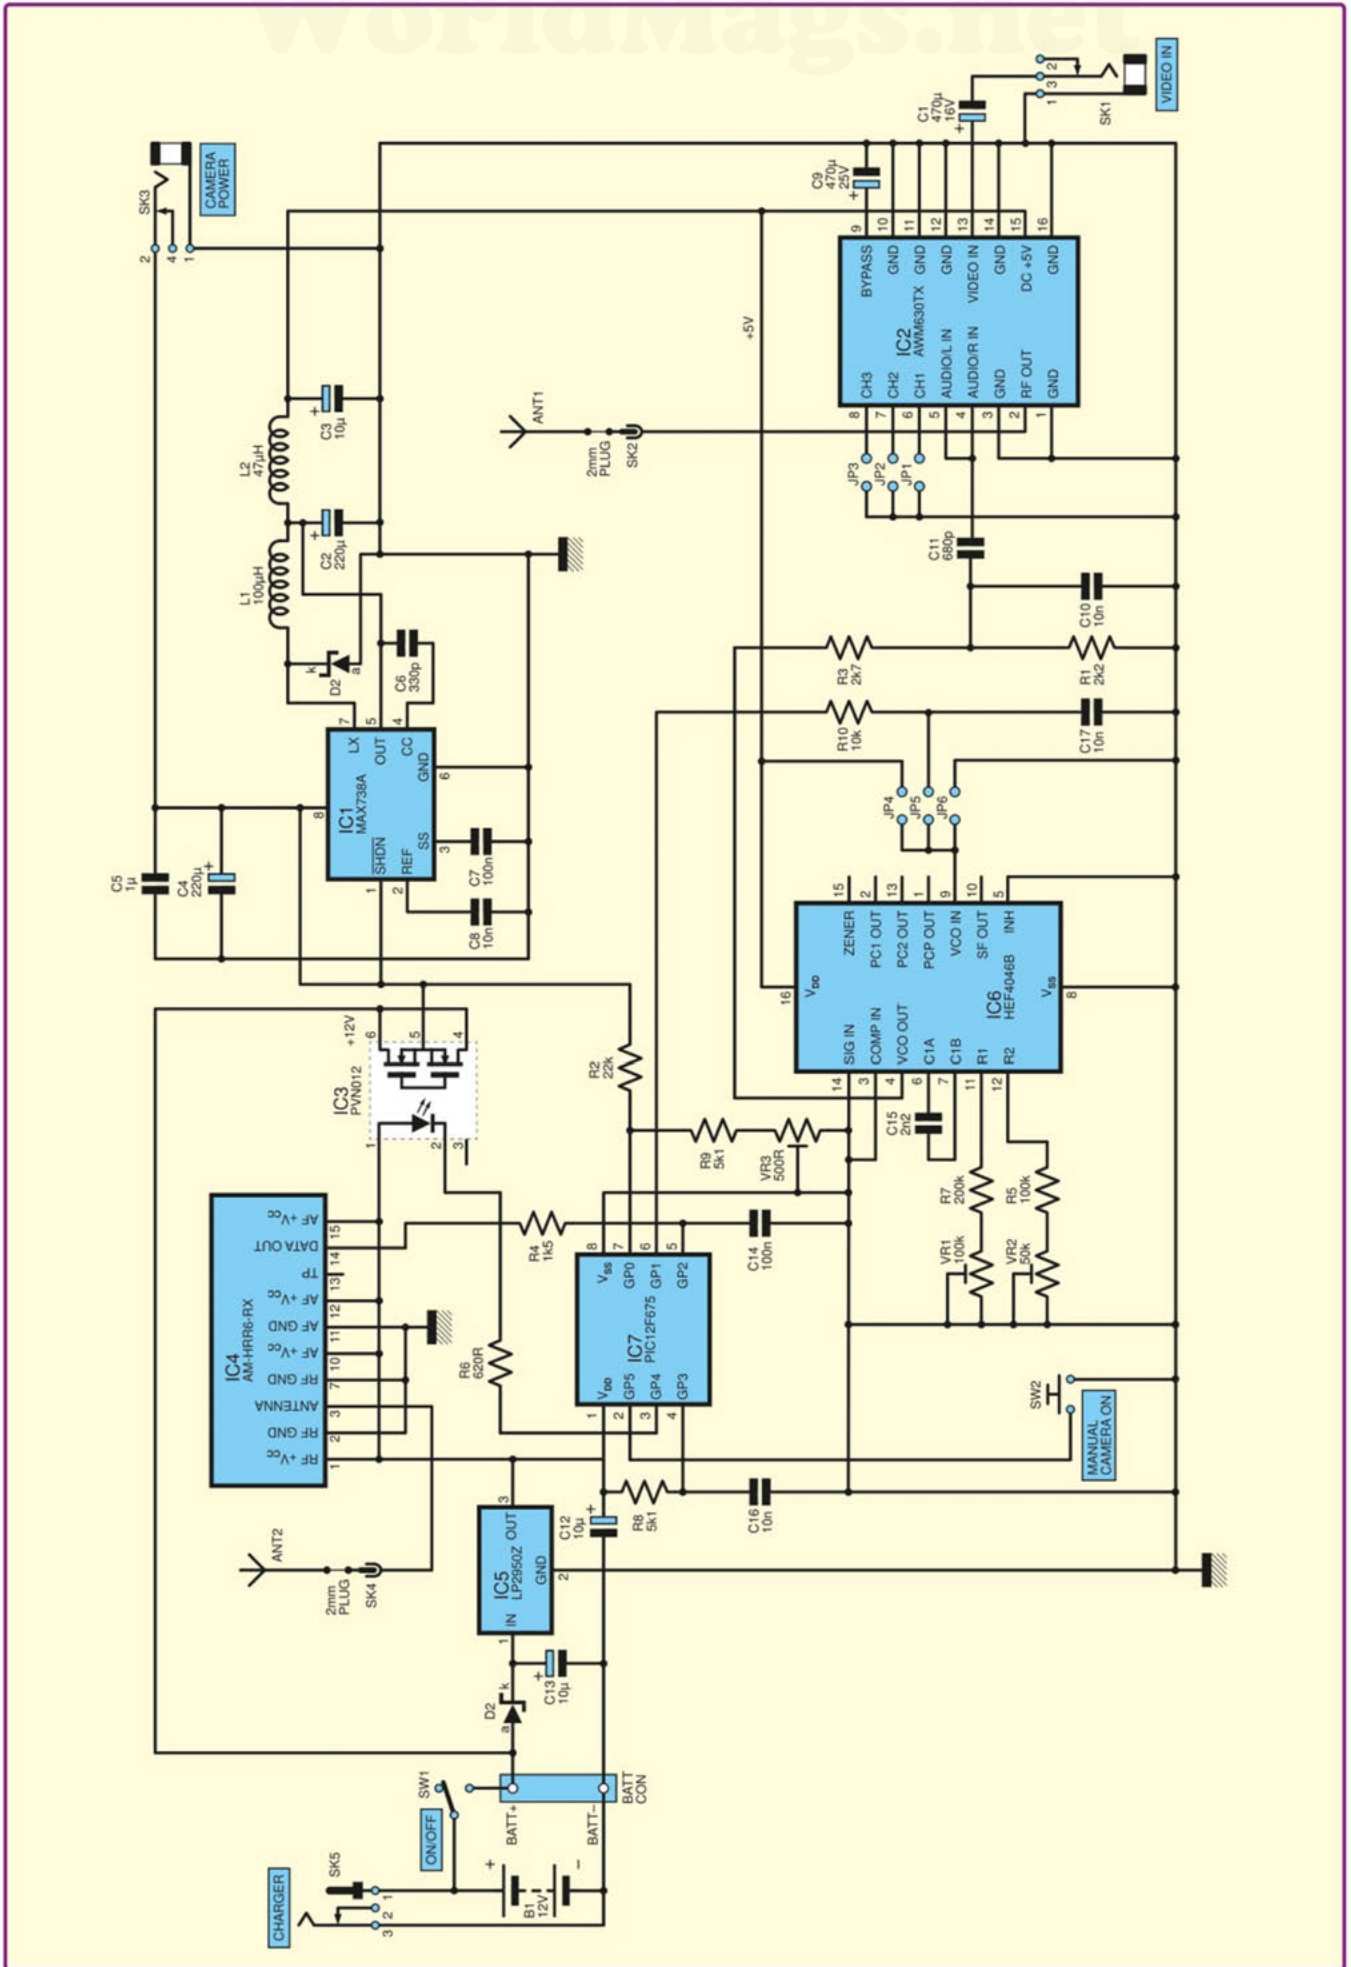 WorldMags.net
CHARGER
SK5
3
2
1
ON/OFF
SW1
B1
12V
+
–
BATT+
BATT–
BATT
CON
D2
a
k
C13
10µ
+
IC5
LP2950Z
IN
OUT
GND
1
3
2
ANT2
2mm
PLUG
SK4
C12
10µ
+
R8
5k1
C16
10n
IC4
AM-HRR6-RX
RF +Vcc
RF GND
ANTENNA
RF GND
AF +Vcc
AF GND
AF +Vcc
TP
DATA OUT
AF +Vcc
1
2
3
7
10
11
12
13
14
15
R6
620R
R4
1k5
IC7
PIC12F675
VDD
GP5
GP4
GP3
VSS
GP0
GP1
GP2
1
2
3
4
8
7
6
5
C14
100n
MANUAL
CAMERA ON
SW2
IC3
PVN012
+12V
1
2
3
6
5
4
R2
22k
R9
5k1
VR3
500R
VR1
100k
R7
200k
VR2
50k
R5
100k
C15
2n2
IC6
HEF4046B
SIG IN
COMP IN
VCO OUT
C1A
C1B
R1
R2
VDD
VSS
ZENER
PC1 OUT
PC2 OUT
PCP OUT
VCO IN
SF OUT
INH
14
3
4
6
7
11
12
16
8
15
2
13
1
9
10
5
JP4
JP5
JP6
R10
10k
C17
10n
R3
2k7
R1
2k2
C10
10n
C11
680p
C5
1µ
C4
220µ
+
C8
10n
C7
100n
IC1
MAX738A
SHDN
REF
SS
GND
LX
OUT
CC
1
2
3
6
8
7
5
4
C6
330p
D2
k
a
L1
100µH
C2
220µ
+
L2
47µH
C3
10µ
+
SK3
2
4
1
CAMERA
POWER
ANT1
2mm
PLUG
SK2
JP3
JP2
JP1
+5V
IC2
AWM630TX
CH3
CH2
CH1
AUDIO/L IN
AUDIO/R IN
GND
RF OUT
GND
8
7
6
5
4
3
2
1
BYPASS
GND
GND
GND
VIDEO IN
GND
DC +5V
GND
9
10
11
12
13
14
15
16
C9
470µ
25V
+
C1
470µ
16V
+
SK1
1
3
2
VIDEO IN